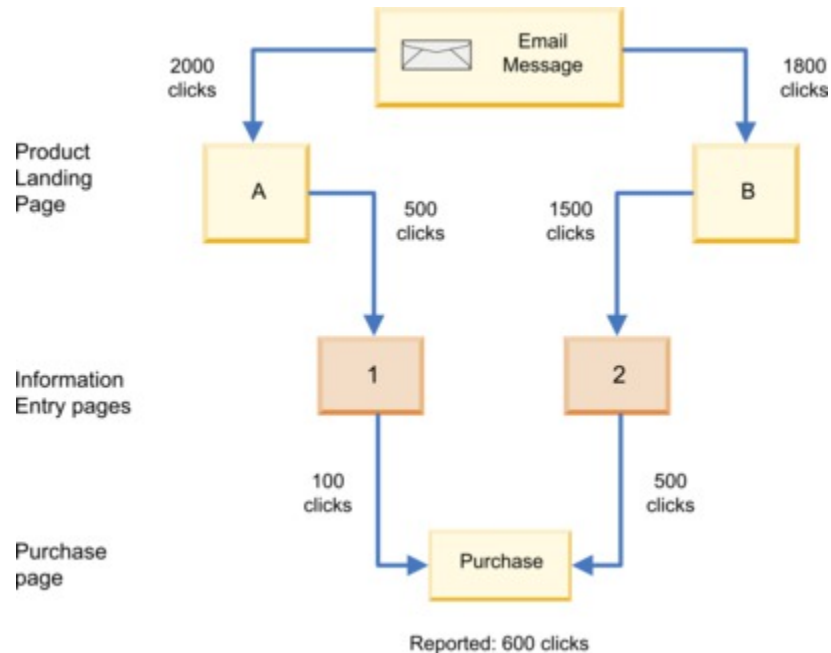 Email
Message
2000
clicks
1800
clicks
Product
Landing
Page
A
B
500
clicks
1500
clicks
Information
Entry pages
1
2
100
clicks
500
clicks
Purchase
page
Purchase
Reported: 600 clicks